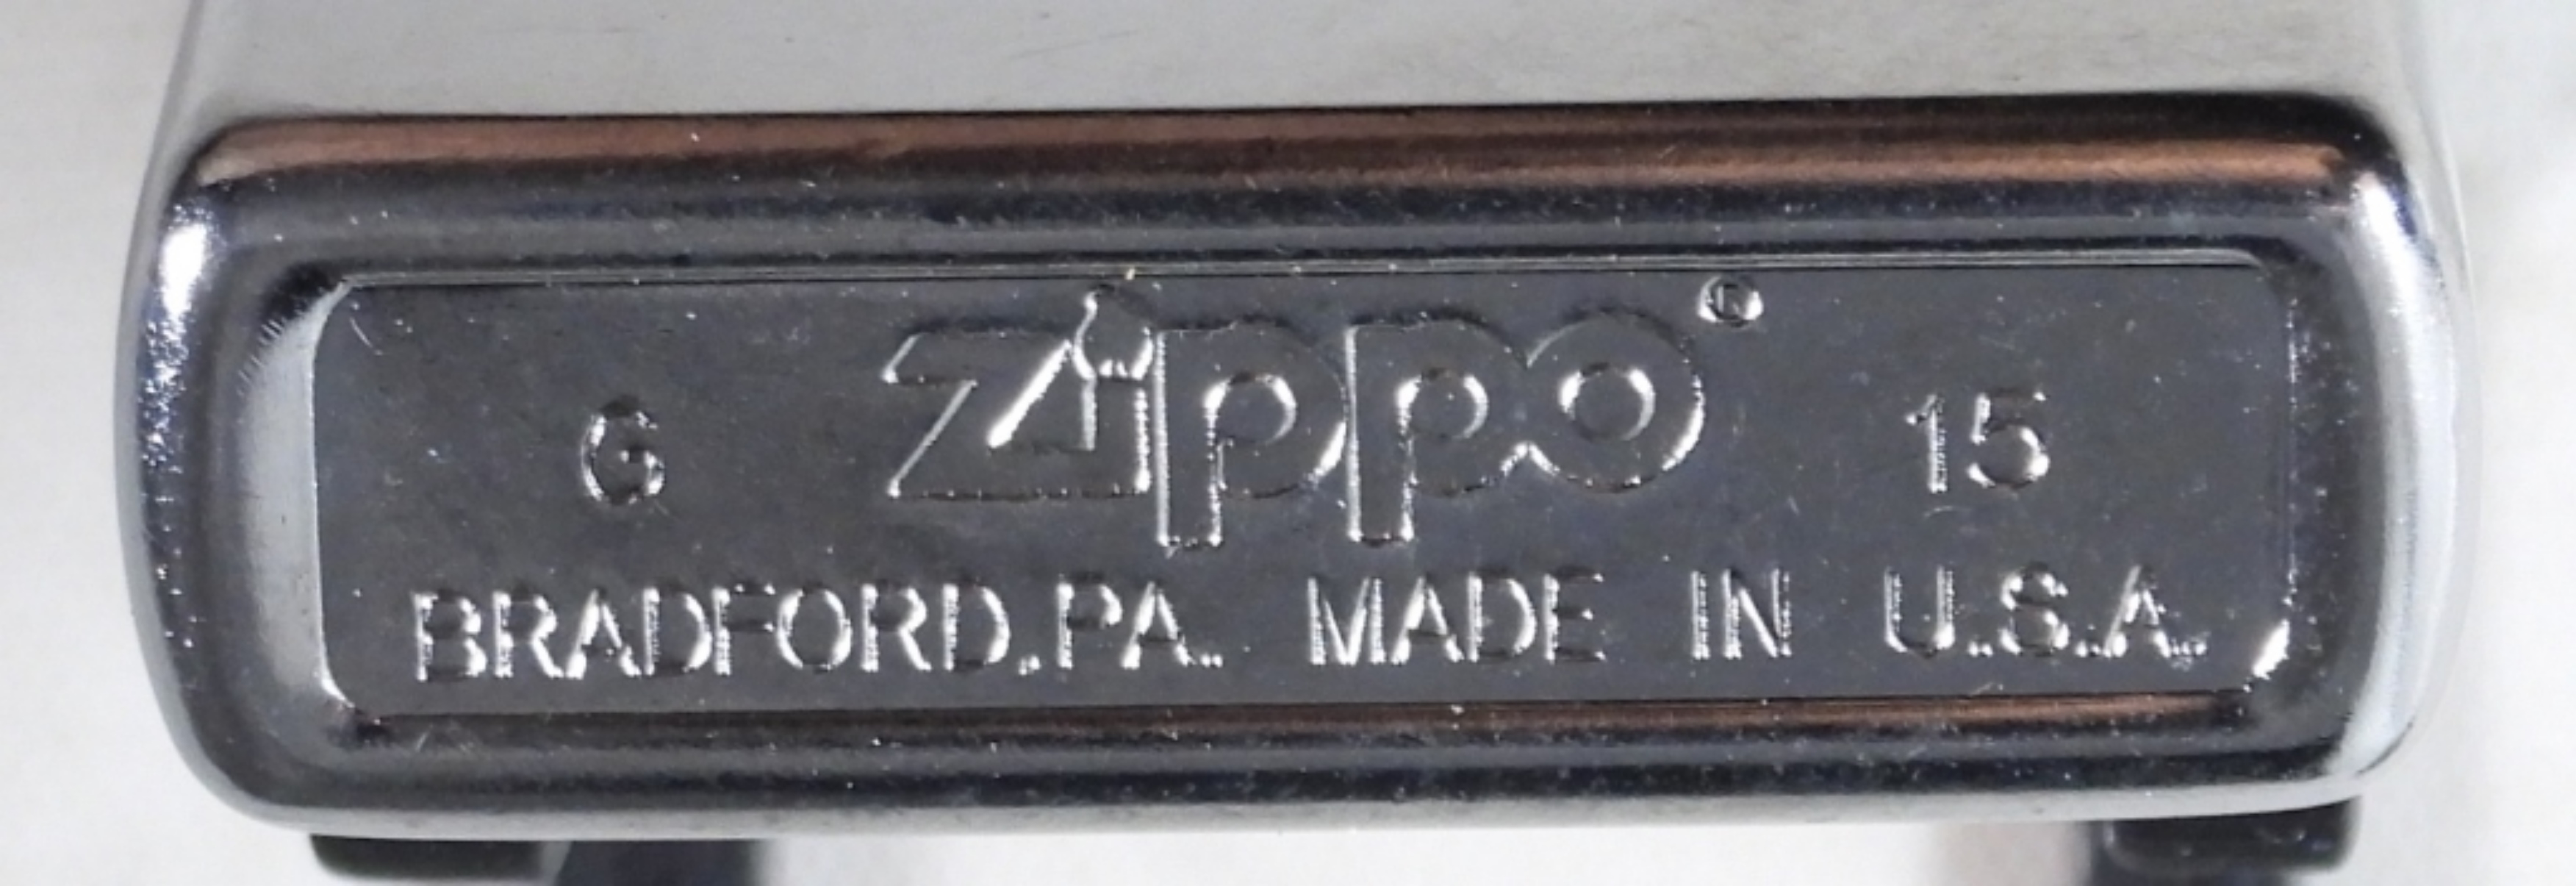 G Zippo® 15
BRADFORD,PA. MADE IN U.S.A.